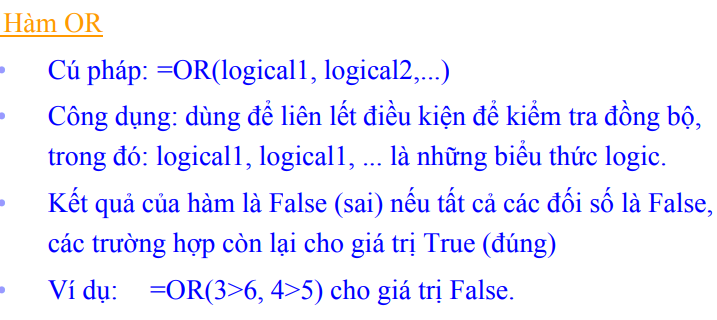 Hàm OR
• Cú pháp: =OR(logical1, logical2,...)
• Công dụng: dùng để liên lết điều kiện để kiểm tra đồng bộ,
trong đó: logical1, logical1, ... là những biểu thức logic.
• Kết quả của hàm là False (sai) nếu tất cả các đối số là False,
các trường hợp còn lại cho giá trị True (đúng)
• Ví dụ: =OR(3>6, 4>5) cho giá trị False.